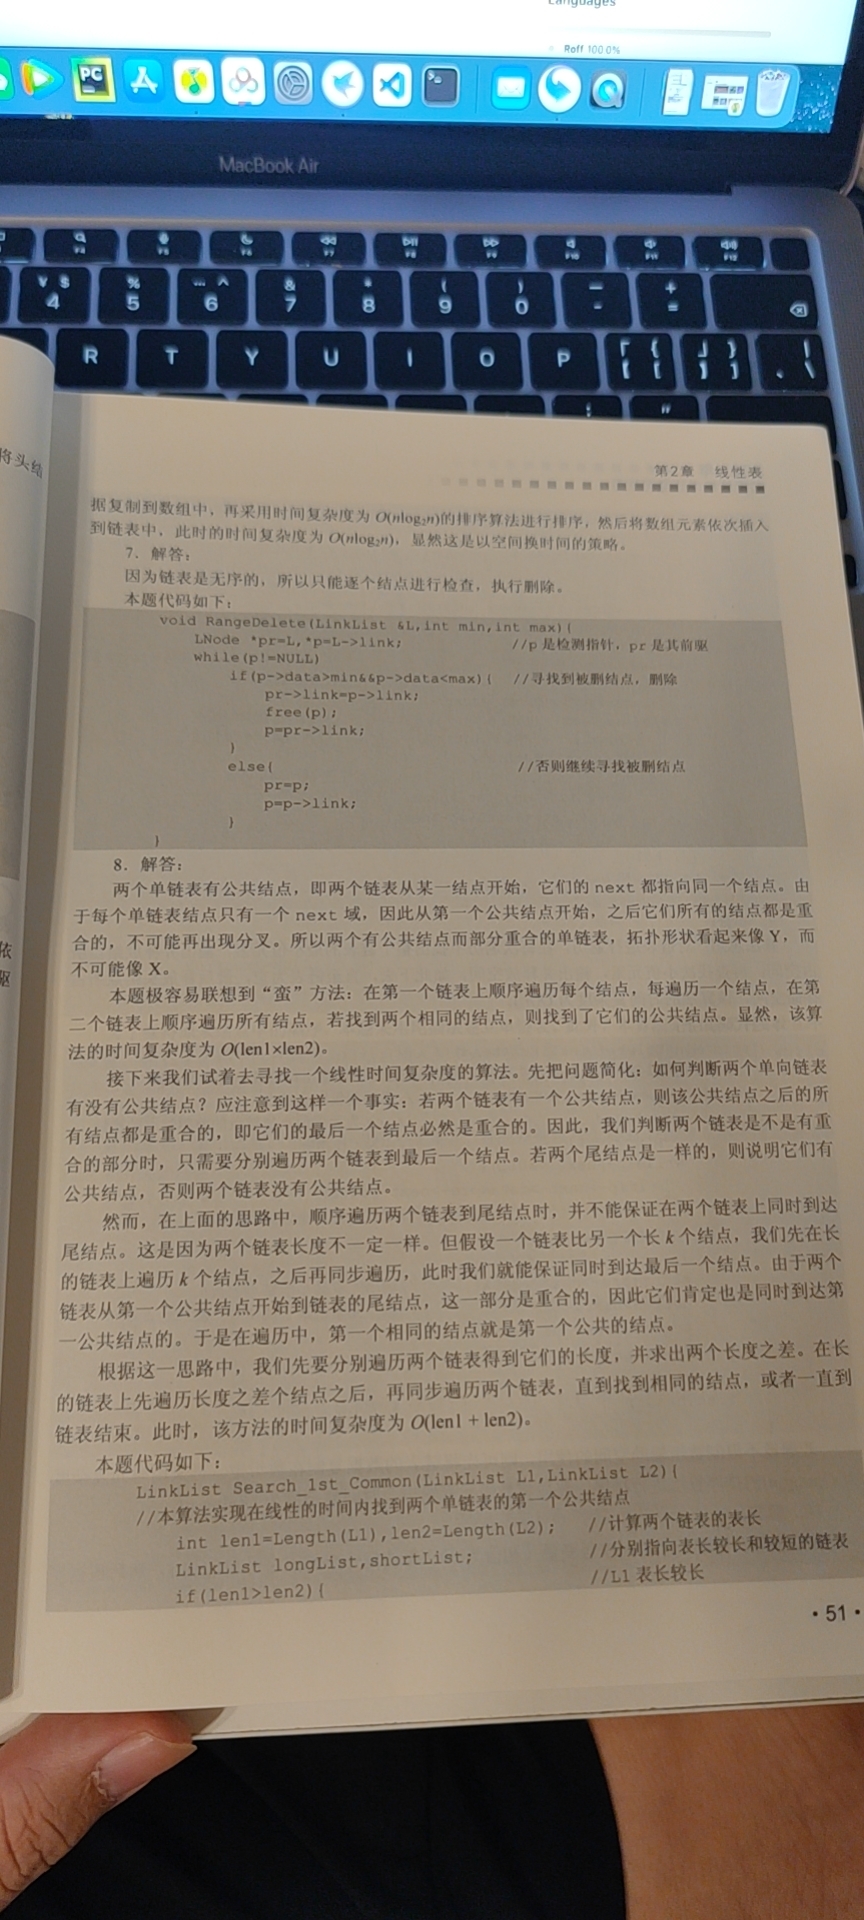 Languages
Roff 100.0%
PC
MacBook Air
F7
F8
F9
F10
F11
F12
¥ $
4
%
5
… ^
6
&
7
*
8
(
9
)
0
—
-
+
=
R
T
Y
U
I
O
P
「 {
[ [
」 }
] ]
、 \
将头结
依
驱
第2章 线性表
据复制到数组中，再采用时间复杂度为 O(nlog₂n)的排序算法进行排序，然后将数组元素依次插入
到链表中，此时的时间复杂度为 O(nlog₂n)，显然这是以空间换时间的策略。
7．解答：
因为链表是无序的，所以只能逐个结点进行检查，执行删除。
本题代码如下：
void RangeDelete(LinkList &L,int min,int max){
LNode *pr=L,*p=L->link; //p 是检测指针，pr 是其前驱
while(p!=NULL)
if(p->data>min&&p->data<max){ //寻找到被删结点，删除
pr->link=p->link;
free(p);
p=pr->link;
}
else{ //否则继续寻找被删结点
pr=p;
p=p->link;
}
}
8．解答：
两个单链表有公共结点，即两个链表从某一结点开始，它们的 next 都指向同一个结点。由
于每个单链表结点只有一个 next 域，因此从第一个公共结点开始，之后它们所有的结点都是重
合的，不可能再出现分叉。所以两个有公共结点而部分重合的单链表，拓扑形状看起来像 Y，而
不可能像 X。
本题极容易联想到“蛮”方法：在第一个链表上顺序遍历每个结点，每遍历一个结点，在第
二个链表上顺序遍历所有结点，若找到两个相同的结点，则找到了它们的公共结点。显然，该算
法的时间复杂度为 O(len1×len2)。
接下来我们试着去寻找一个线性时间复杂度的算法。先把问题简化：如何判断两个单向链表
有没有公共结点？应注意到这样一个事实：若两个链表有一个公共结点，则该公共结点之后的所
有结点都是重合的，即它们的最后一个结点必然是重合的。因此，我们判断两个链表是不是有重
合的部分时，只需要分别遍历两个链表到最后一个结点。若两个尾结点是一样的，则说明它们有
公共结点，否则两个链表没有公共结点。
然而，在上面的思路中，顺序遍历两个链表到尾结点时，并不能保证在两个链表上同时到达
尾结点。这是因为两个链表长度不一定一样。但假设一个链表比另一个长 k 个结点，我们先在长
的链表上遍历 k 个结点，之后再同步遍历，此时我们就能保证同时到达最后一个结点。由于两个
链表从第一个公共结点开始到链表的尾结点，这一部分是重合的，因此它们肯定也是同时到达第
一公共结点的。于是在遍历中，第一个相同的结点就是第一个公共的结点。
根据这一思路中，我们先要分别遍历两个链表得到它们的长度，并求出两个长度之差。在长
的链表上先遍历长度之差个结点之后，再同步遍历两个链表，直到找到相同的结点，或者一直到
链表结束。此时，该方法的时间复杂度为 O(len1 + len2)。
本题代码如下：
LinkList Search_1st_Common(LinkList L1,LinkList L2){
//本算法实现在线性的时间内找到两个单链表的第一个公共结点
int len1=Length(L1),len2=Length(L2); //计算两个链表的表长
LinkList longList,shortList; //分别指向表长较长和较短的链表
if(len1>len2){ //L1 表长较长
·51·